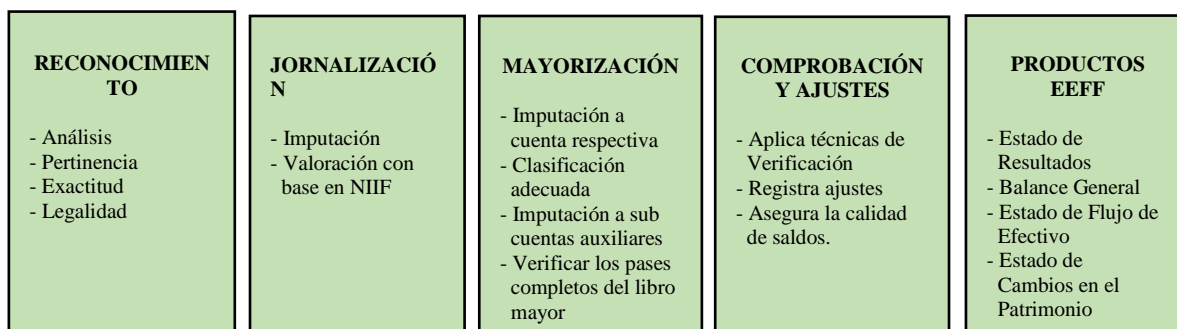 RECONOCIMIEN
TO
- Análisis
- Pertinencia
- Exactitud
- Legalidad
JORNALIZACIÓ
N
- Imputación
- Valoración con
base en NIIF
MAYORIZACIÓN
- Imputación a
cuenta respectiva
- Clasificación
adecuada
- Imputación a sub
cuentas auxiliares
- Verificar los pases
completos del libro
mayor
COMPROBACIÓN
Y AJUSTES
- Aplica técnicas de
Verificación
- Registra ajustes
- Asegura la calidad
de saldos.
PRODUCTOS
EEFF
- Estado de
Resultados
- Balance General
- Estado de Flujo de
Efectivo
- Estado de
Cambios en el
Patrimonio